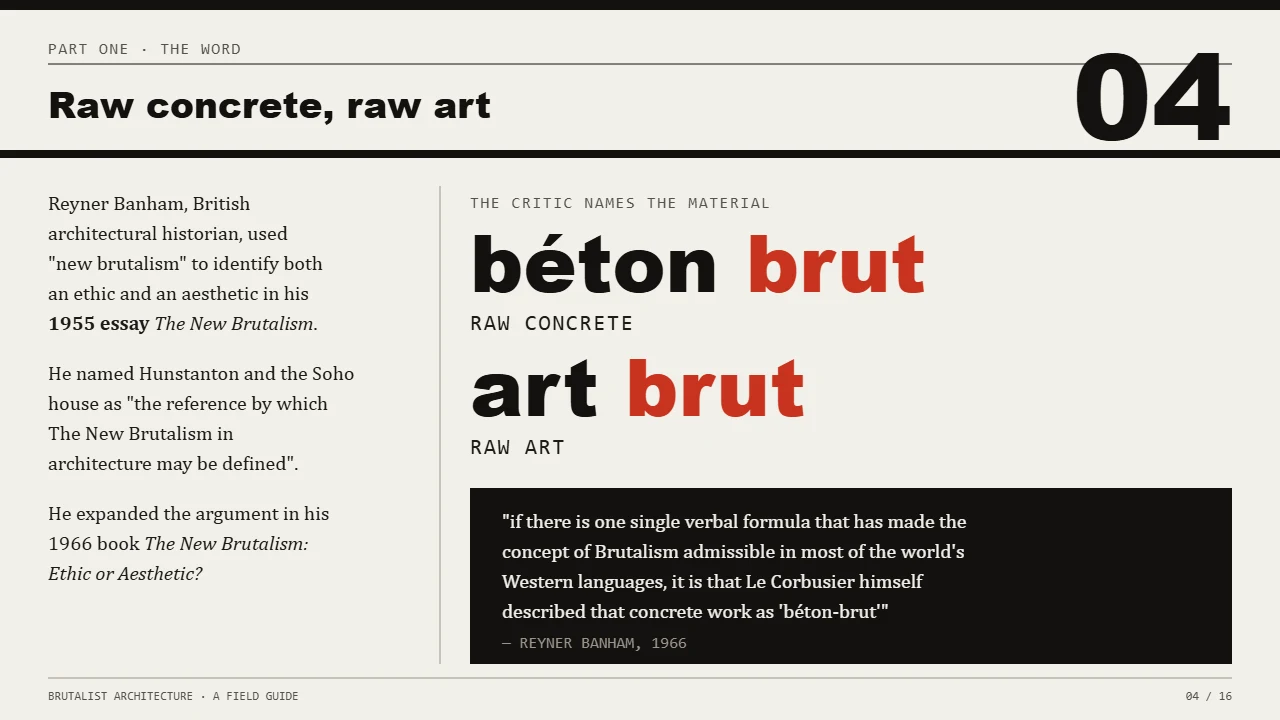 PART ONE · THE WORD
Raw concrete, raw art
04
Reyner Banham, British
architectural historian, used
"new brutalism" to identify both
an ethic and an aesthetic in his
1955 essay The New Brutalism.
He named Hunstanton and the Soho
house as "the reference by which
The New Brutalism in
architecture may be defined".
He expanded the argument in his
1966 book The New Brutalism:
Ethic or Aesthetic?
THE CRITIC NAMES THE MATERIAL
béton brut
RAW CONCRETE
art brut
RAW ART
"if there is one single verbal formula that has made the
concept of Brutalism admissible in most of the world's
Western languages, it is that Le Corbusier himself
described that concrete work as 'béton-brut'"
— REYNER BANHAM, 1966
BRUTALIST ARCHITECTURE · A FIELD GUIDE
04 / 16